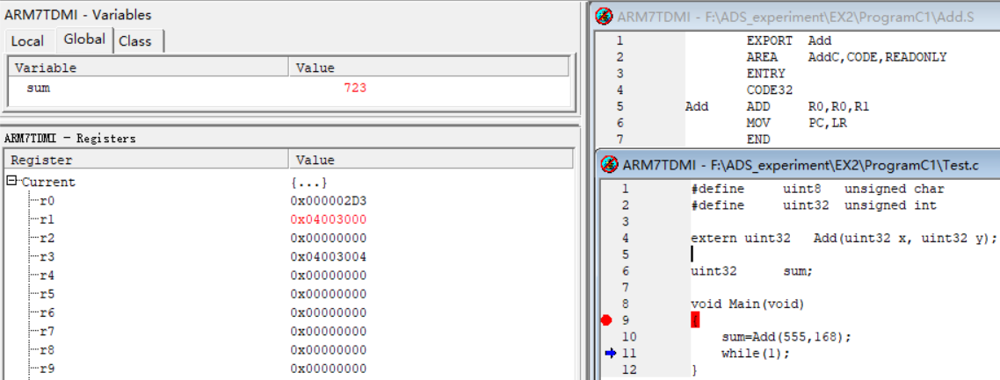 ARM7TDMI - Variables
Local Global Class
Variable Value
sum 723
ARM7TDMI - Registers
Register Value
Current {...}
r0 0x000002D3
r1 0x04003000
r2 0x00000000
r3 0x04003004
r4 0x00000000
r5 0x00000000
r6 0x00000000
r7 0x00000000
r8 0x00000000
r9 0x00000000
ARM7TDMI - F:\ADS_experiment\EX2\ProgramC1\Add.S
1 EXPORT Add
2 AREA AddC,CODE,READONLY
3 ENTRY
4 CODE32
5 Add ADD R0,R0,R1
6 MOV PC,LR
7 END
ARM7TDMI - F:\ADS_experiment\EX2\ProgramC1\Test.c
1 #define uint8 unsigned char
2 #define uint32 unsigned int
3
4 extern uint32 Add(uint32 x, uint32 y);
5
6 uint32 sum;
7
8 void Main(void)
9 {
10 sum=Add(555,168);
11 while(1);
12 }